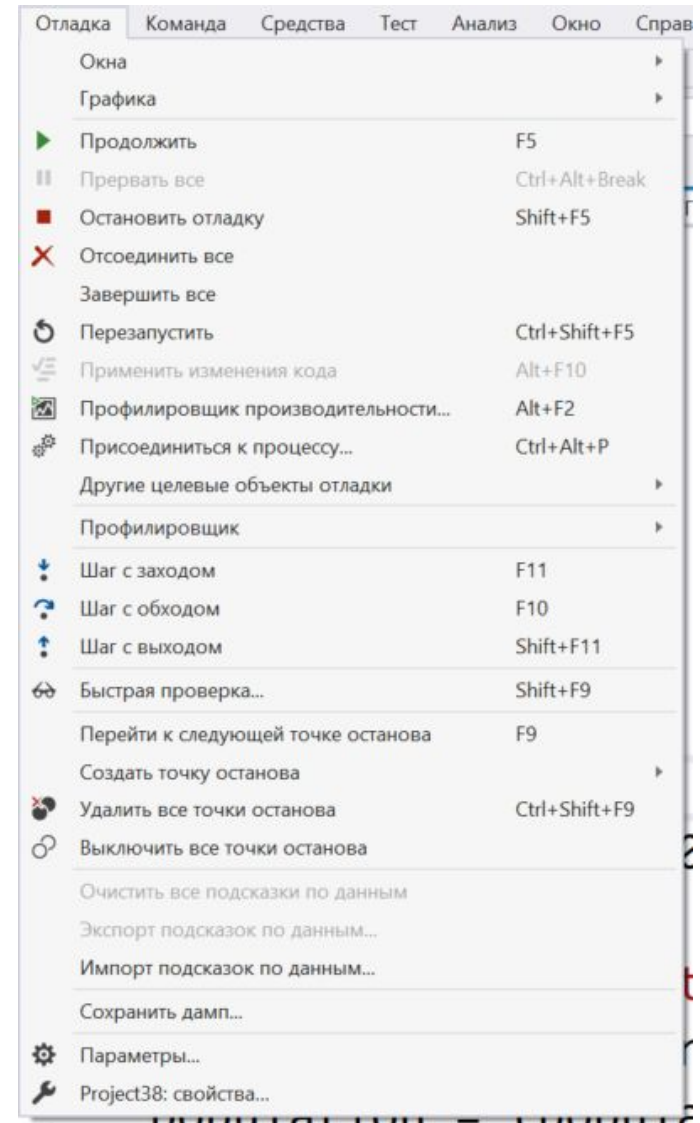 Отладка Команда Средства Тест Анализ Окно
Окна
Графика
Продолжить F5
Прервать все Ctrl+Alt+Break
Остановить отладку Shift+F5
Отсоединить все
Завершить все
Перезапустить Ctrl+Shift+F5
Применить изменения кода Alt+F10
Профилировщик производительности... Alt+F2
Присоединиться к процессу... Ctrl+Alt+P
Другие целевые объекты отладки
Профилировщик
Шаг с заходом F11
Шаг с обходом F10
Шаг с выходом Shift+F11
Быстрая проверка... Shift+F9
Перейти к следующей точке останова F9
Создать точку останова
Удалить все точки останова Ctrl+Shift+F9
Выключить все точки останова
Очистить все подсказки по данным
Экспорт подсказок по данным...
Импорт подсказок по данным...
Сохранить дамп...
Параметры...
Project38: свойства...